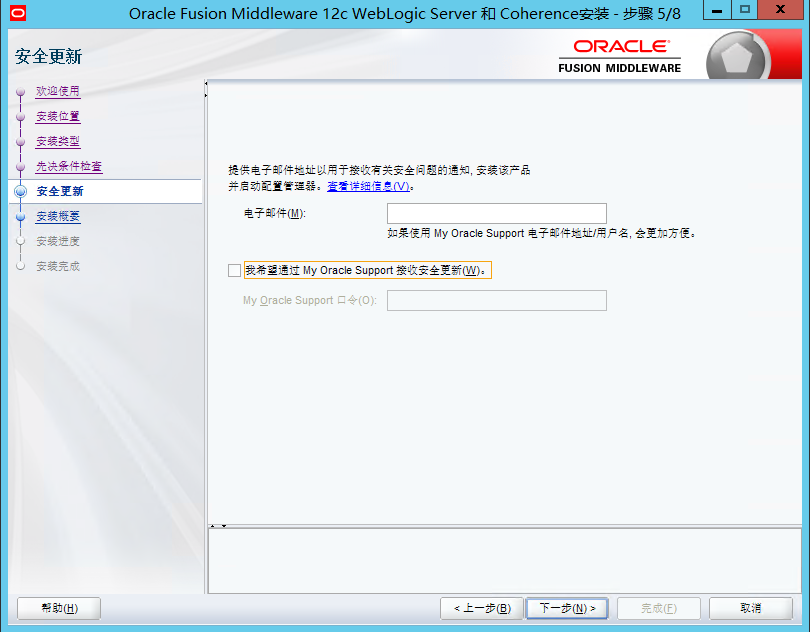 Oracle Fusion Middleware 12c WebLogic Server 和 Coherence安装 - 步骤 5/8
安全更新
ORACLE
FUSION MIDDLEWARE
欢迎使用
安装位置
安装类型
先决条件检查
安全更新
安装概要
安装进度
安装完成
提供电子邮件地址以用于接收有关安全问题的通知, 安装该产品
并启动配置管理器。查看详细信息(V)。
电子邮件(M):
如果使用 My Oracle Support 电子邮件地址/用户名, 会更加方便。
我希望通过 My Oracle Support 接收安全更新(W)。
My Oracle Support 口令(O):
帮助(H)
< 上一步(B)
下一步(N) >
完成(F)
取消